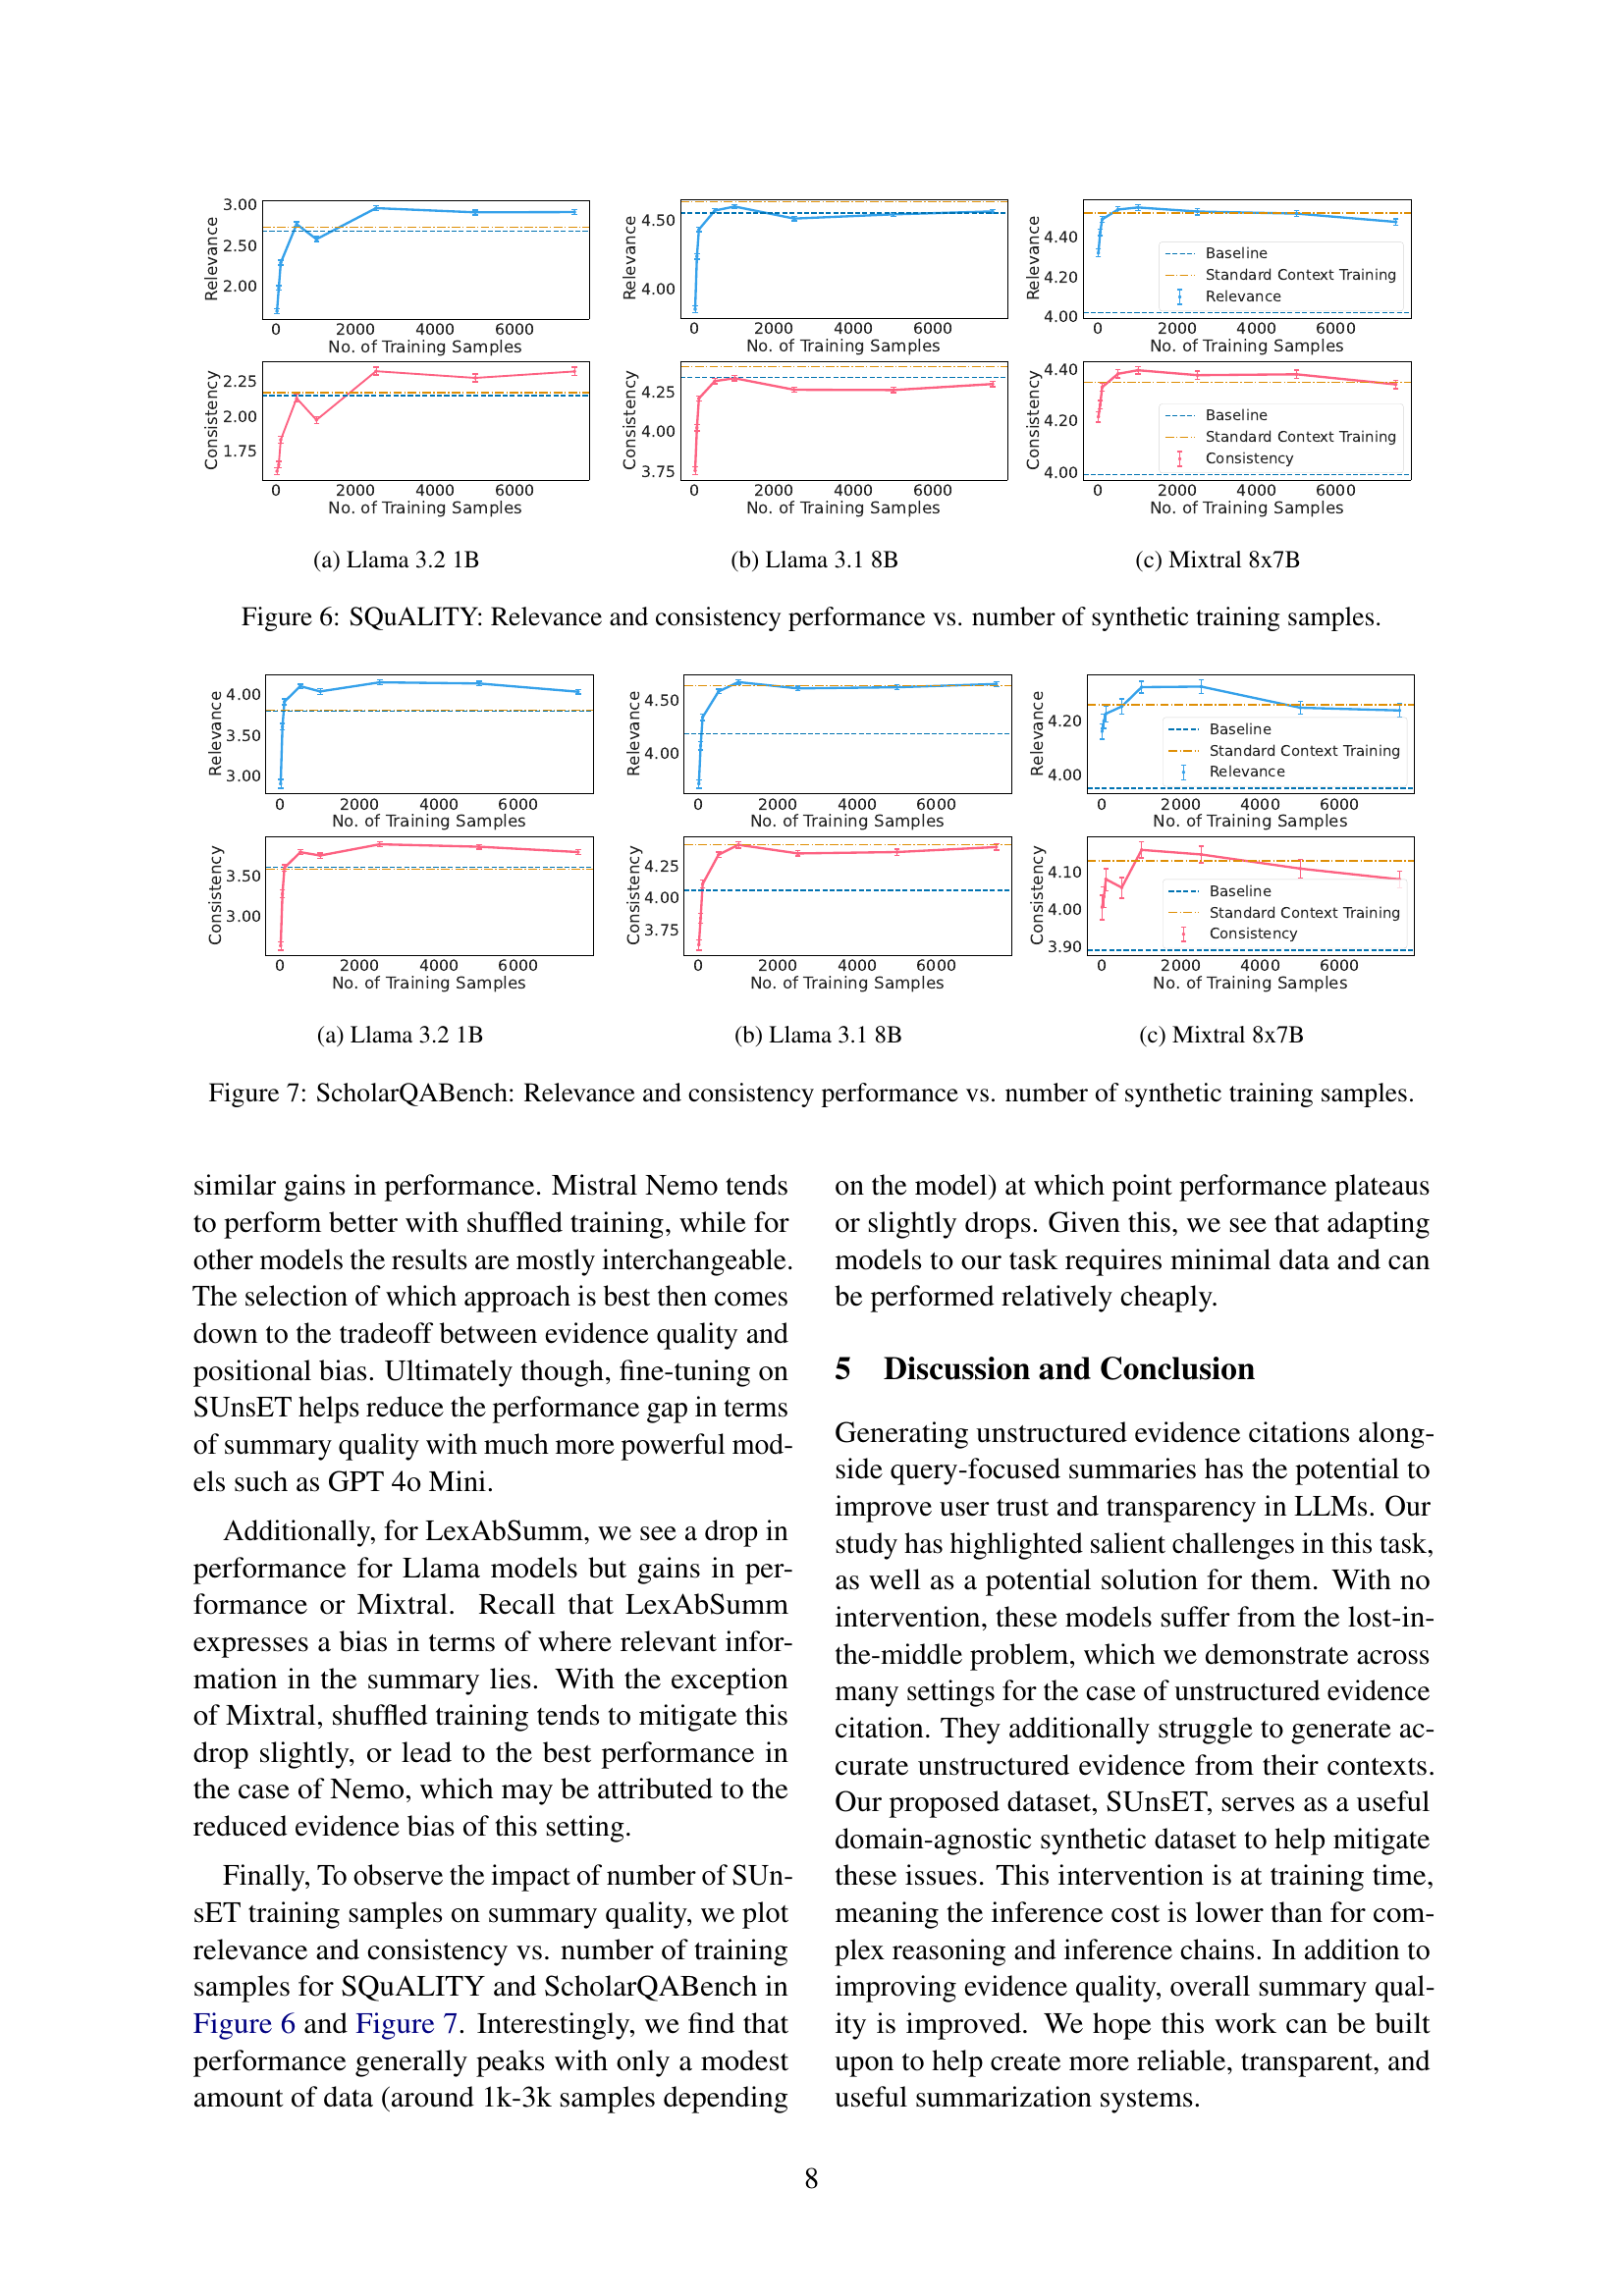 3.00
2.50
2.00
Relevance
0 2000 4000 6000
No. of Training Samples
2.25
2.00
1.75
Consistency
0 2000 4000 6000
No. of Training Samples
(a) Llama 3.2 1B
4.50
4.00
Relevance
0 2000 4000 6000
No. of Training Samples
4.25
4.00
3.75
Consistency
0 2000 4000 6000
No. of Training Samples
(b) Llama 3.1 8B
4.40
4.20
4.00
Relevance
Baseline
Standard Context Training
Relevance
0 2000 4000 6000
No. of Training Samples
4.40
4.20
4.00
Consistency
Baseline
Standard Context Training
Consistency
0 2000 4000 6000
No. of Training Samples
(c) Mixtral 8x7B
Figure 6: SQuALITY: Relevance and consistency performance vs. number of synthetic training samples.
4.00
3.50
3.00
Relevance
0 2000 4000 6000
No. of Training Samples
3.50
3.00
Consistency
0 2000 4000 6000
No. of Training Samples
(a) Llama 3.2 1B
4.50
4.00
Relevance
0 2000 4000 6000
No. of Training Samples
4.25
4.00
3.75
Consistency
0 2000 4000 6000
No. of Training Samples
(b) Llama 3.1 8B
4.20
4.00
Relevance
Baseline
Standard Context Training
Relevance
0 2000 4000 6000
No. of Training Samples
4.10
4.00
3.90
Consistency
Baseline
Standard Context Training
Consistency
0 2000 4000 6000
No. of Training Samples
(c) Mixtral 8x7B
Figure 7: ScholarQABench: Relevance and consistency performance vs. number of synthetic training samples.
similar gains in performance. Mistral Nemo tends
to perform better with shuffled training, while for
other models the results are mostly interchangeable.
The selection of which approach is best then comes
down to the tradeoff between evidence quality and
positional bias. Ultimately though, fine-tuning on
SUnsET helps reduce the performance gap in terms
of summary quality with much more powerful mod-
els such as GPT 4o Mini.
Additionally, for LexAbSumm, we see a drop in
performance for Llama models but gains in per-
formance or Mixtral. Recall that LexAbSumm
expresses a bias in terms of where relevant infor-
mation in the summary lies. With the exception
of Mixtral, shuffled training tends to mitigate this
drop slightly, or lead to the best performance in
the case of Nemo, which may be attributed to the
reduced evidence bias of this setting.
Finally, To observe the impact of number of SUn-
sET training samples on summary quality, we plot
relevance and consistency vs. number of training
samples for SQuALITY and ScholarQABench in
Figure 6 and Figure 7. Interestingly, we find that
performance generally peaks with only a modest
amount of data (around 1k-3k samples depending
on the model) at which point performance plateaus
or slightly drops. Given this, we see that adapting
models to our task requires minimal data and can
be performed relatively cheaply.
5 Discussion and Conclusion
Generating unstructured evidence citations along-
side query-focused summaries has the potential to
improve user trust and transparency in LLMs. Our
study has highlighted salient challenges in this task,
as well as a potential solution for them. With no
intervention, these models suffer from the lost-in-
the-middle problem, which we demonstrate across
many settings for the case of unstructured evidence
citation. They additionally struggle to generate ac-
curate unstructured evidence from their contexts.
Our proposed dataset, SUnsET, serves as a useful
domain-agnostic synthetic dataset to help mitigate
these issues. This intervention is at training time,
meaning the inference cost is lower than for com-
plex reasoning and inference chains. In addition to
improving evidence quality, overall summary qual-
ity is improved. We hope this work can be built
upon to help create more reliable, transparent, and
useful summarization systems.
8